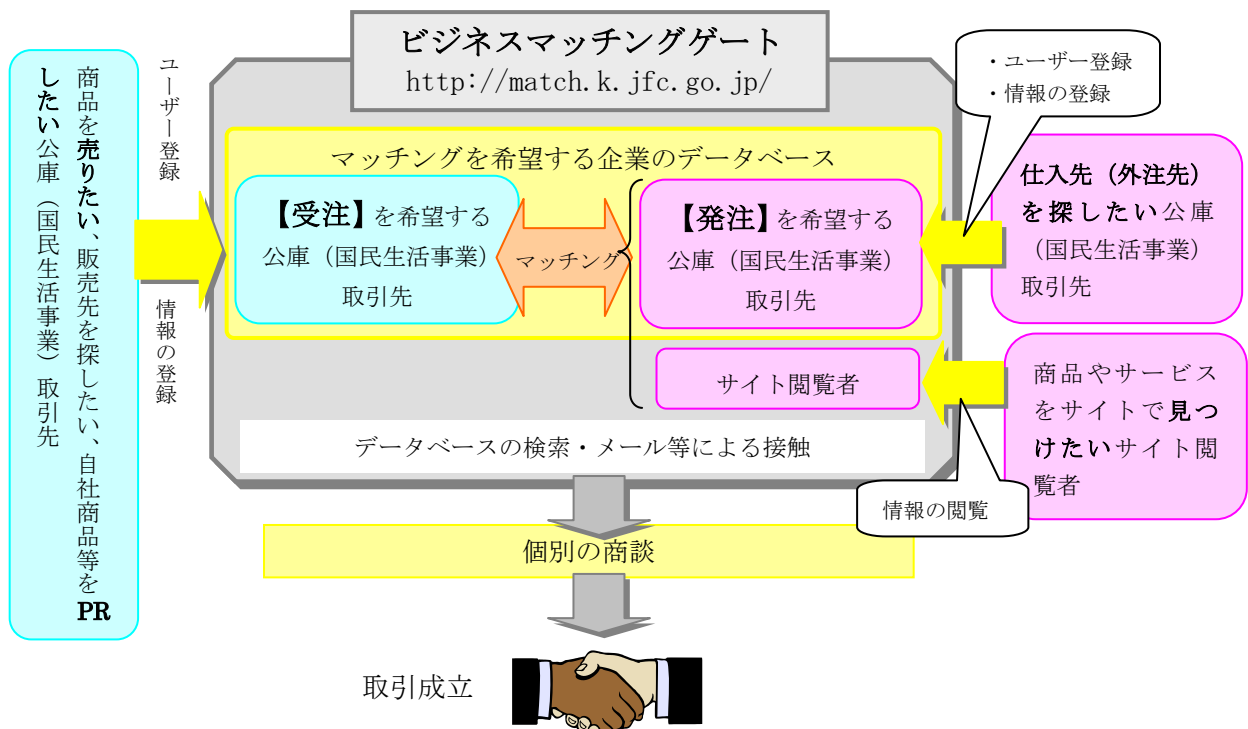 ビジネスマッチングゲート
http://match.k.jfc.go.jp/
商品を売りたい、販売先を探したい、自社商品等をPR
したい公庫（国民生活事業）取引先
ユーザー登録
情報の登録
マッチングを希望する企業のデータベース
【受注】を希望する
公庫（国民生活事業）
取引先
マッチング
【発注】を希望する
公庫（国民生活事業）
取引先
サイト閲覧者
・ユーザー登録
・情報の登録
仕入先（外注先）
を探したい公庫
（国民生活事業）
取引先
商品やサービス
をサイトで見つ
けたいサイト閲
覧者
情報の閲覧
データベースの検索・メール等による接触
個別の商談
取引成立